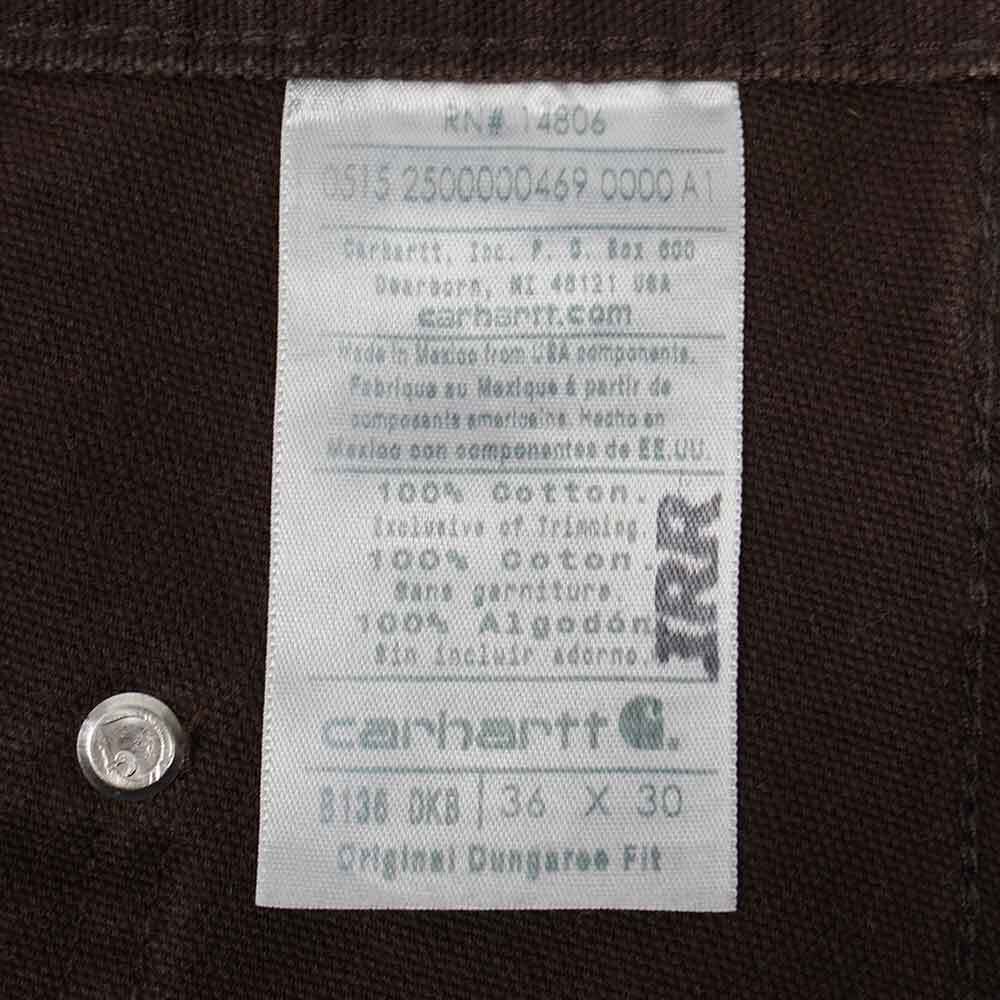 RN# 14806
0515 2500000469 0000 A1
Carhartt, Inc. P. O. Box 600
Dearborn, MI 48121 USA
carhartt.com
Made in Mexico from USA components.
Fabrique au Mexique á partir de
composants americains. Hecho en
Mexico con componentes de EE.UU.
100% Cotton.
Exclusive of Trimming
100% Coton.
Sans garniture.
100% Algodón
Sin incluir adorno.
IRR
carhartt
B136 DKB | 36 X 30
Original Dungaree Fit